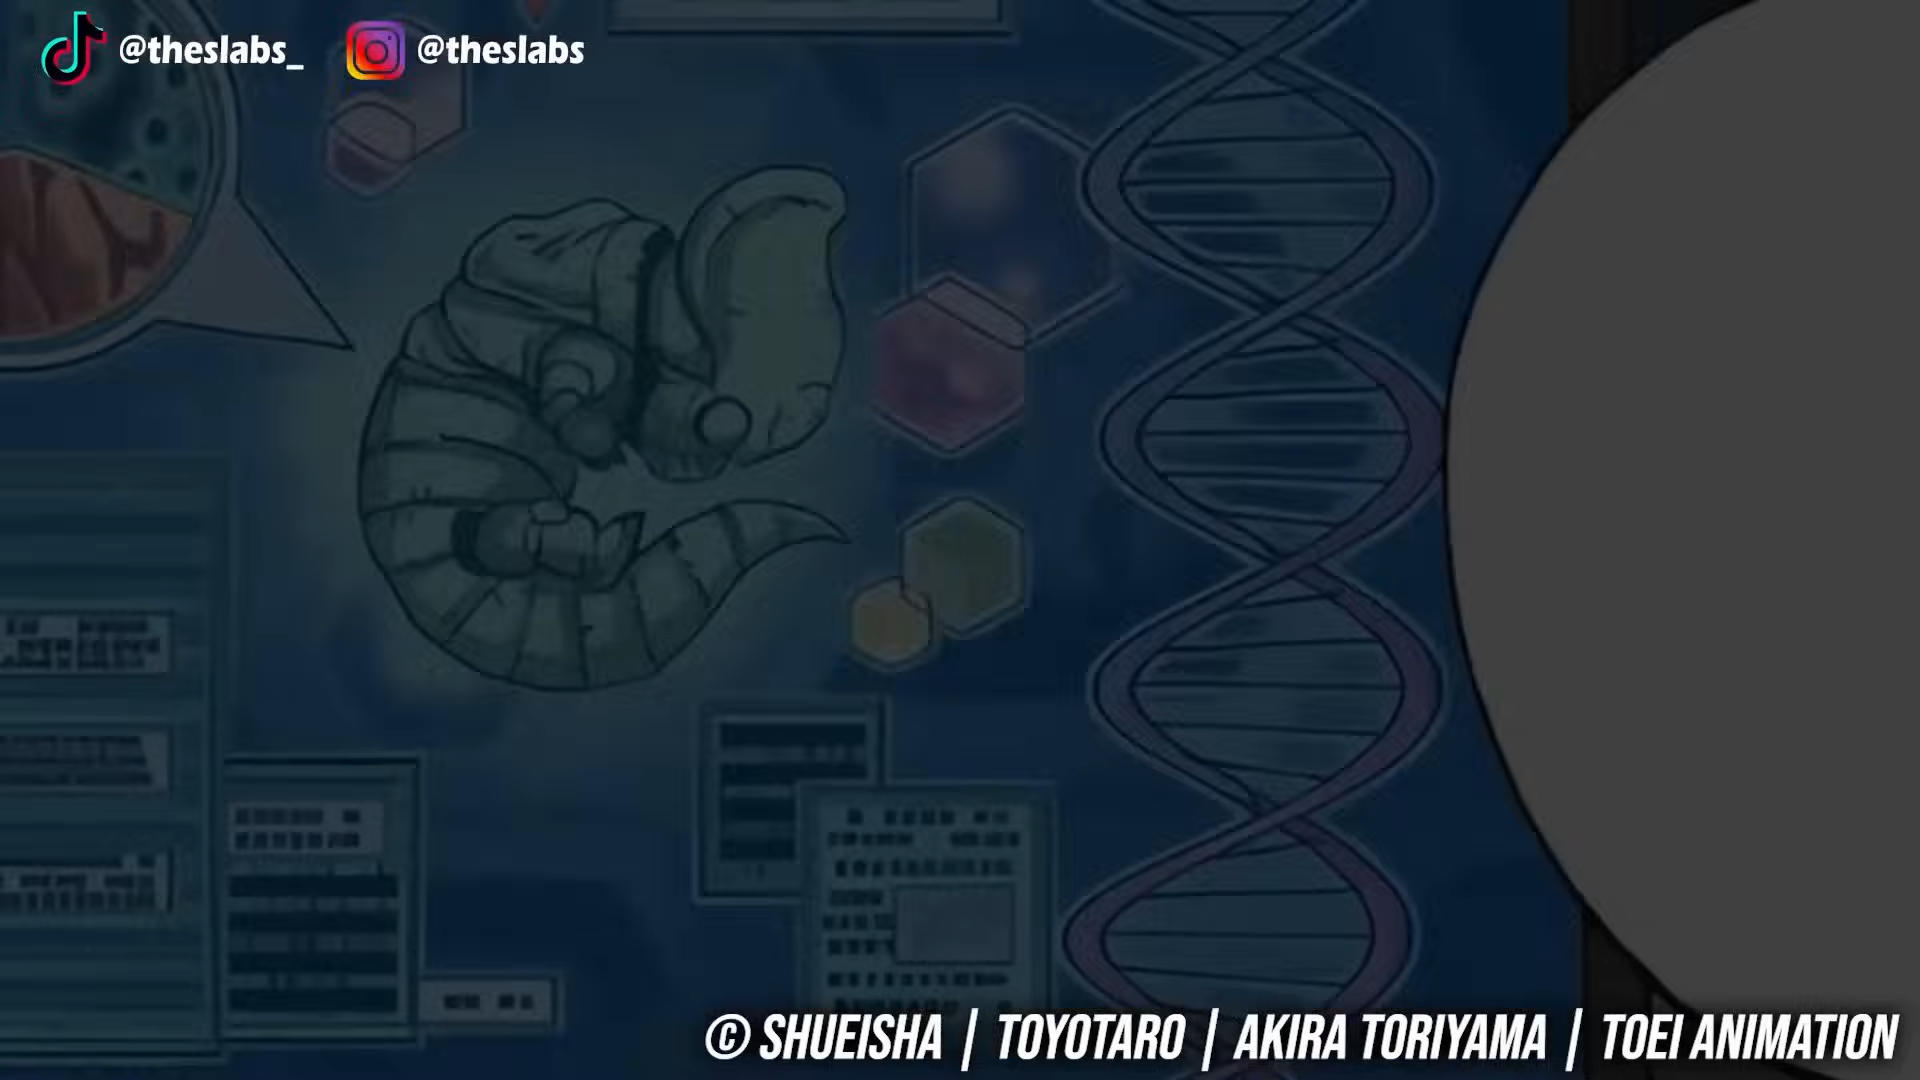 @theslabs_ @theslabs
© SHUEISHA | TOYOTARO | AKIRA TORIYAMA | TOEI ANIMATION